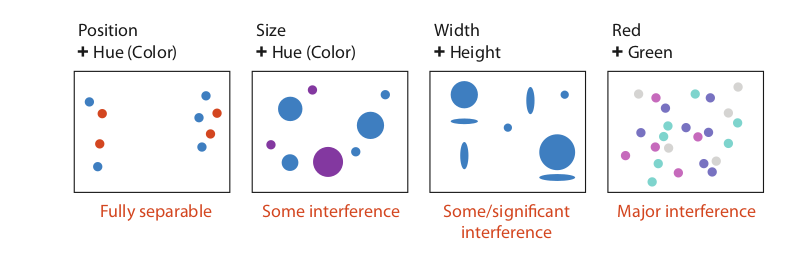 Position
+ Hue (Color)
Fully separable
Size
+ Hue (Color)
Some interference
Width
+ Height
Some/significant
interference
Red
+ Green
Major interference